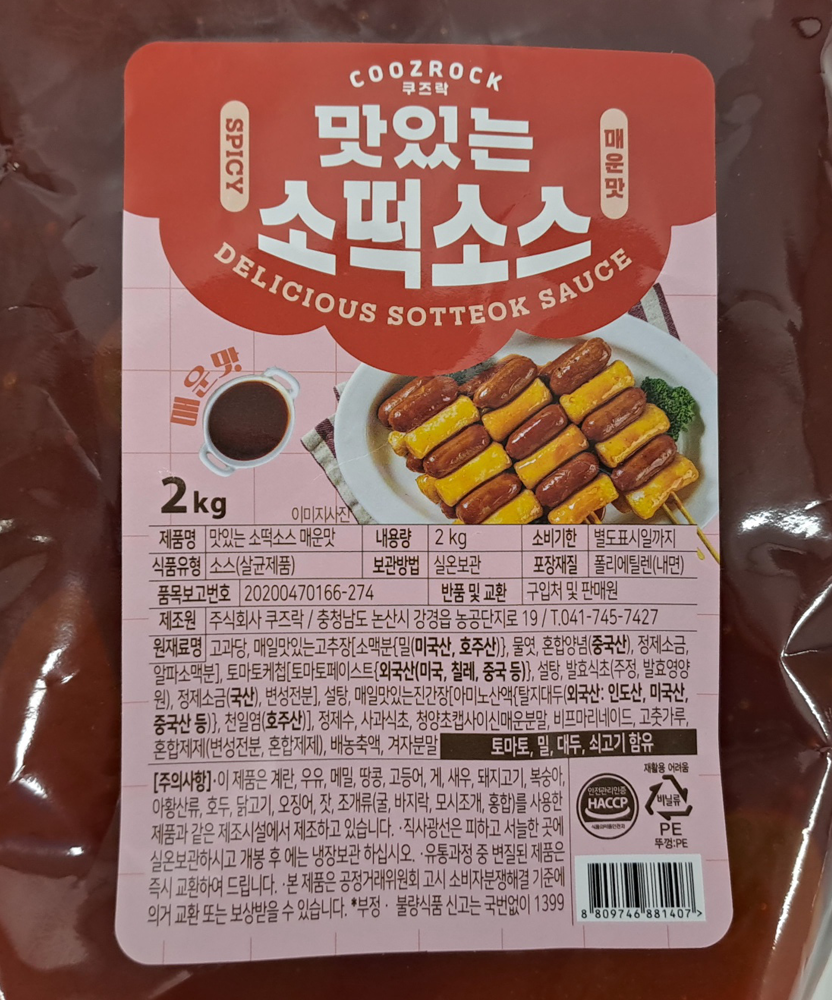 COOZROCK
쿠즈락
SPICY
맛있는
매운맛
소떡소스
DELICIOUS SOTTEOK SAUCE
매운맛
2kg
이미지사진
제품명 맛있는 소떡소스 매운맛 내용량 2 kg 소비기한 별도표시일까지
식품유형 소스(살균제품) 보관방법 실온보관 포장재질 폴리에틸렌(내면)
품목보고번호 20200470166-274 반품 및 교환 구입처 및 판매원
제조원 주식회사 쿠즈락 / 충청남도 논산시 강경읍 농공단지로 19 / T.041-745-7427
원재료명 고과당, 매일맛있는고추장[소맥분{밀(미국산, 호주산)}, 물엿, 혼합양념(중국산), 정제소금,
알파소맥분], 토마토케첩[토마토페이스트{외국산(미국, 칠레, 중국 등)}, 설탕, 발효식초(주정, 발효영양
원), 정제소금(국산), 변성전분], 설탕, 매일맛있는진간장[아미노산액{탈지대두(외국산: 인도산, 미국산,
중국산 등)}, 천일염(호주산)], 정제수, 사과식초, 청양초캡사이신매운분말, 비프마리네이드, 고춧가루,
혼합제제(변성전분, 혼합제제), 배농축액, 겨자분말 토마토, 밀, 대두, 쇠고기 함유
[주의사항]·이 제품은 계란, 우유, 메밀, 땅콩, 고등어, 게, 새우, 돼지고기, 복숭아,
아황산류, 호두, 닭고기, 오징어, 잣, 조개류(굴, 바지락, 모시조개, 홍합)를 사용한
제품과 같은 제조시설에서 제조하고 있습니다. ·직사광선은 피하고 서늘한 곳에
실온보관하시고 개봉 후 에는 냉장보관 하십시오. ·유통과정 중 변질된 제품은
즉시 교환하여 드립니다. ·본 제품은 공정거래위원회 고시 소비자분쟁해결 기준에
의거 교환 또는 보상받을 수 있습니다. *부정· 불량식품 신고는 국번없이 1399
안전관리인증
HACCP
식품의약품안전처
재활용 어려움
비닐류
PE
뚜껑:PE
8 809746 881407 >